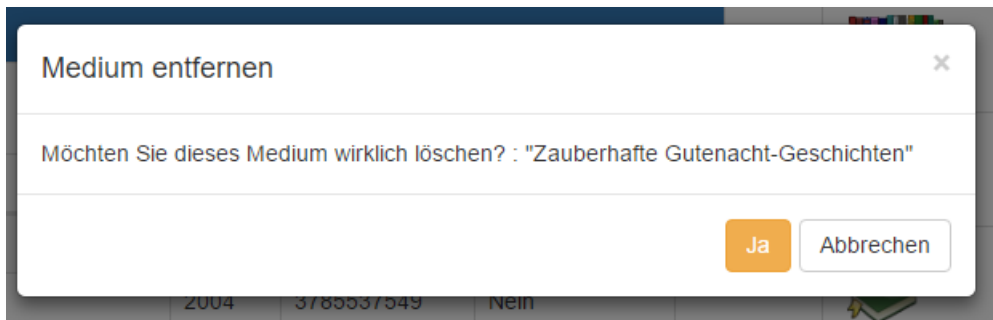 Medium entfernen ×
Möchten Sie dieses Medium wirklich löschen? : "Zauberhafte Gutenacht-Geschichten"
Ja Abbrechen
2004 3785537549 Nein